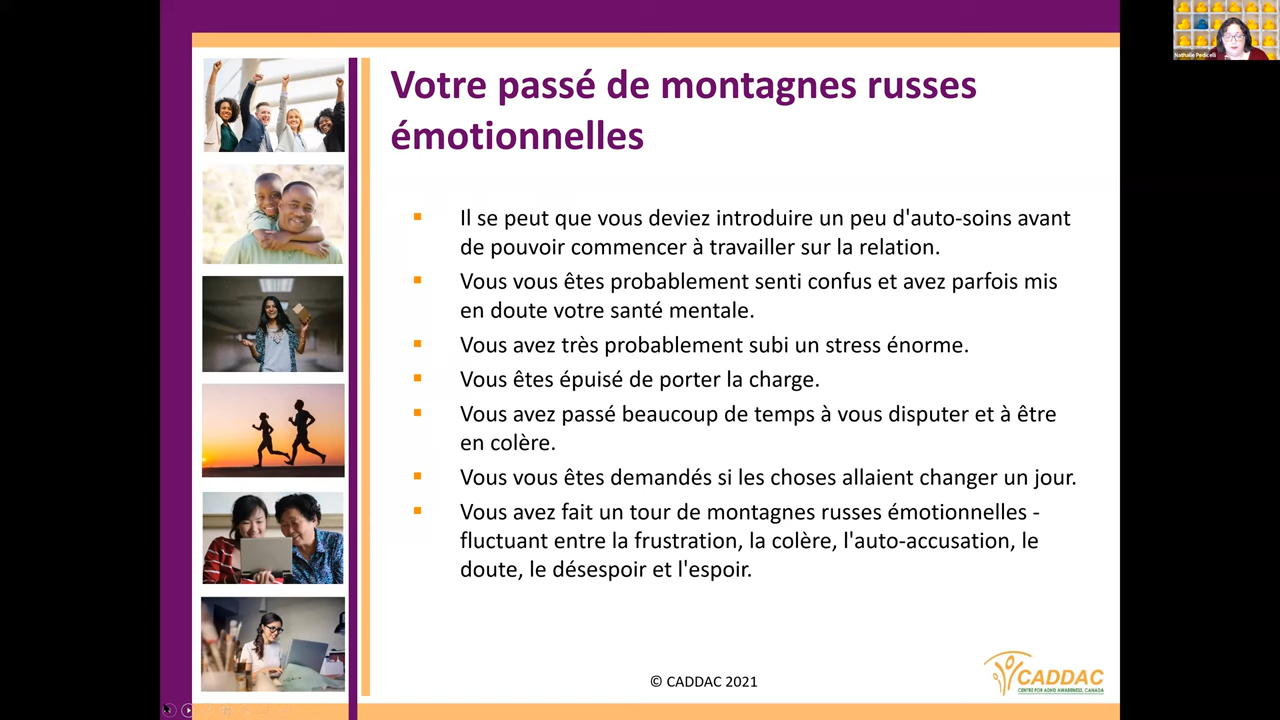 Nathalie Pedicelli
Votre passé de montagnes russes
émotionnelles
▪ Il se peut que vous deviez introduire un peu d'auto-soins avant
de pouvoir commencer à travailler sur la relation.
▪ Vous vous êtes probablement senti confus et avez parfois mis
en doute votre santé mentale.
▪ Vous avez très probablement subi un stress énorme.
▪ Vous êtes épuisé de porter la charge.
▪ Vous avez passé beaucoup de temps à vous disputer et à être
en colère.
▪ Vous vous êtes demandés si les choses allaient changer un jour.
▪ Vous avez fait un tour de montagnes russes émotionnelles -
fluctuant entre la frustration, la colère, l'auto-accusation, le
doute, le désespoir et l'espoir.
© CADDAC 2021
CADDAC
CENTRE FOR ADHD AWARENESS, CANADA